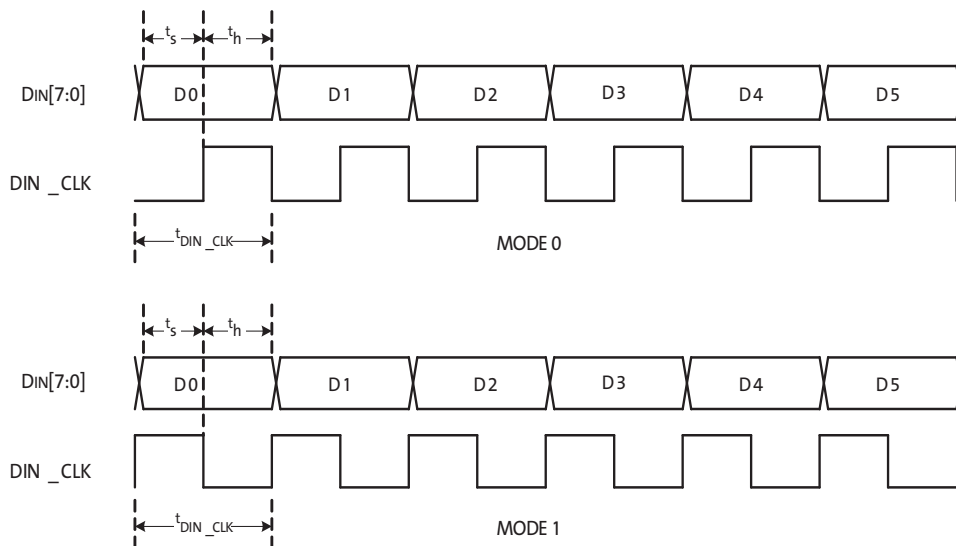 ts th
DIN[7:0] D0 D1 D2 D3 D4 D5
DIN _CLK
tDIN _CLK MODE 0
ts th
DIN[7:0] D0 D1 D2 D3 D4 D5
DIN _CLK
tDIN _CLK MODE 1